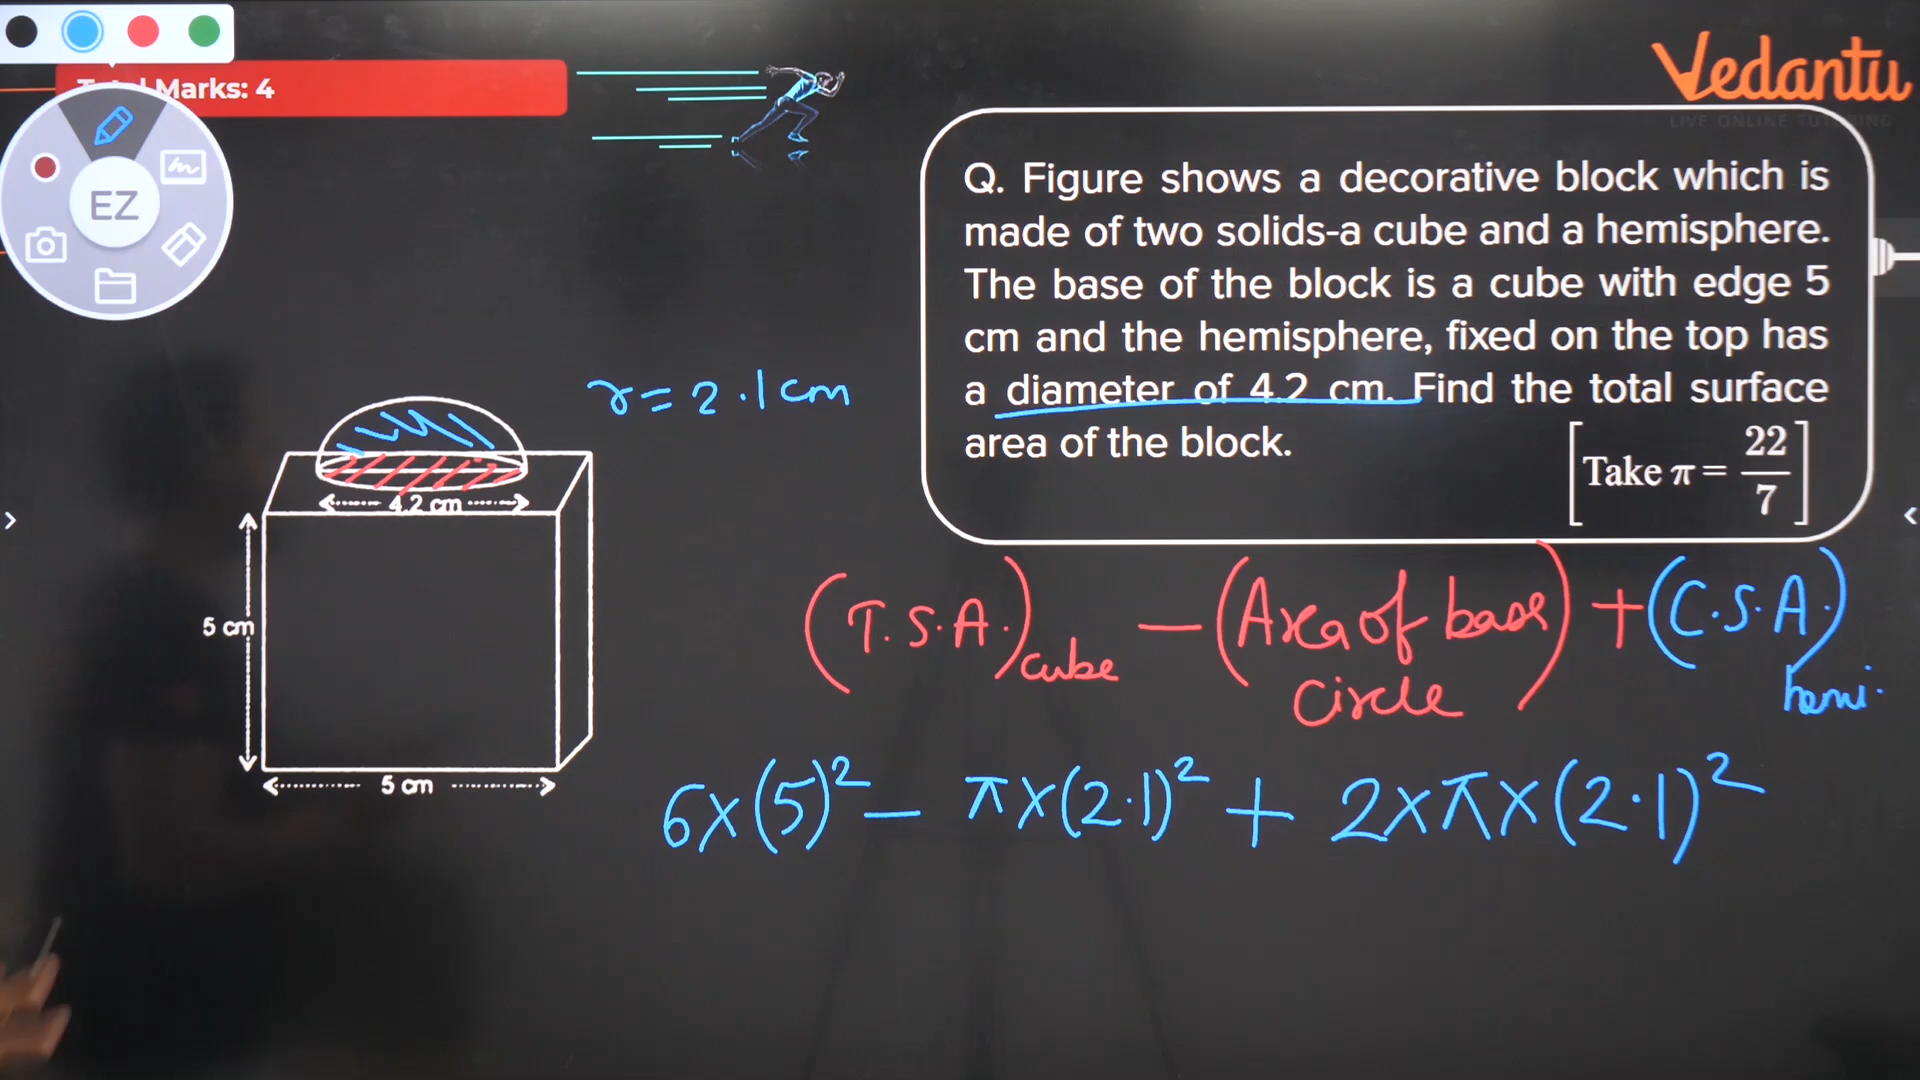 Marks: 4
EZ
Vedantu
LIVE ONLINE TUTORING
Q. Figure shows a decorative block which is
made of two solids-a cube and a hemisphere.
The base of the block is a cube with edge 5
cm and the hemisphere, fixed on the top has
a diameter of 4.2 cm. Find the total surface
area of the block.
[Take π = 22/7]
r = 2.1cm
4.2 cm
5 cm
5 cm
(T.S.A.)cube — (Area of base circle) + (C.S.A.)hemi.
6×(5)² – π×(2.1)² + 2×π×(2.1)²